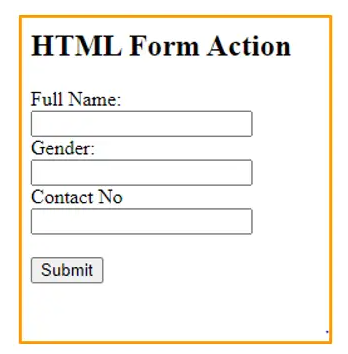 HTML Form Action
Full Name:
Gender:
Contact No
Submit
.